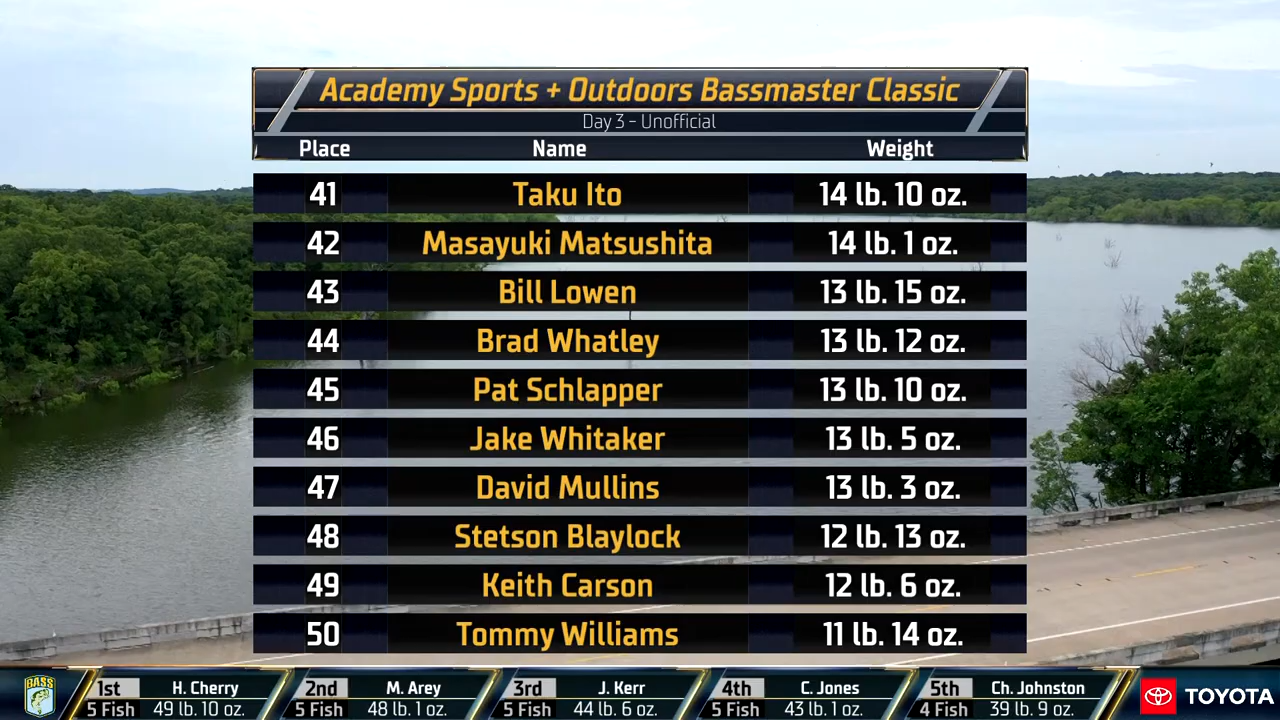 Academy Sports + Outdoors Bassmaster Classic
Day 3 - Unofficial
Place Name Weight
41 Taku Ito 14 lb. 10 oz.
42 Masayuki Matsushita 14 lb. 1 oz.
43 Bill Lowen 13 lb. 15 oz.
44 Brad Whatley 13 lb. 12 oz.
45 Pat Schlapper 13 lb. 10 oz.
46 Jake Whitaker 13 lb. 5 oz.
47 David Mullins 13 lb. 3 oz.
48 Stetson Blaylock 12 lb. 13 oz.
49 Keith Carson 12 lb. 6 oz.
50 Tommy Williams 11 lb. 14 oz.
BASS
1st H. Cherry
5 Fish 49 lb. 10 oz.
2nd M. Arey
5 Fish 48 lb. 1 oz.
3rd J. Kerr
5 Fish 44 lb. 6 oz.
4th C. Jones
5 Fish 43 lb. 1 oz.
5th Ch. Johnston
4 Fish 39 lb. 9 oz.
TOYOTA